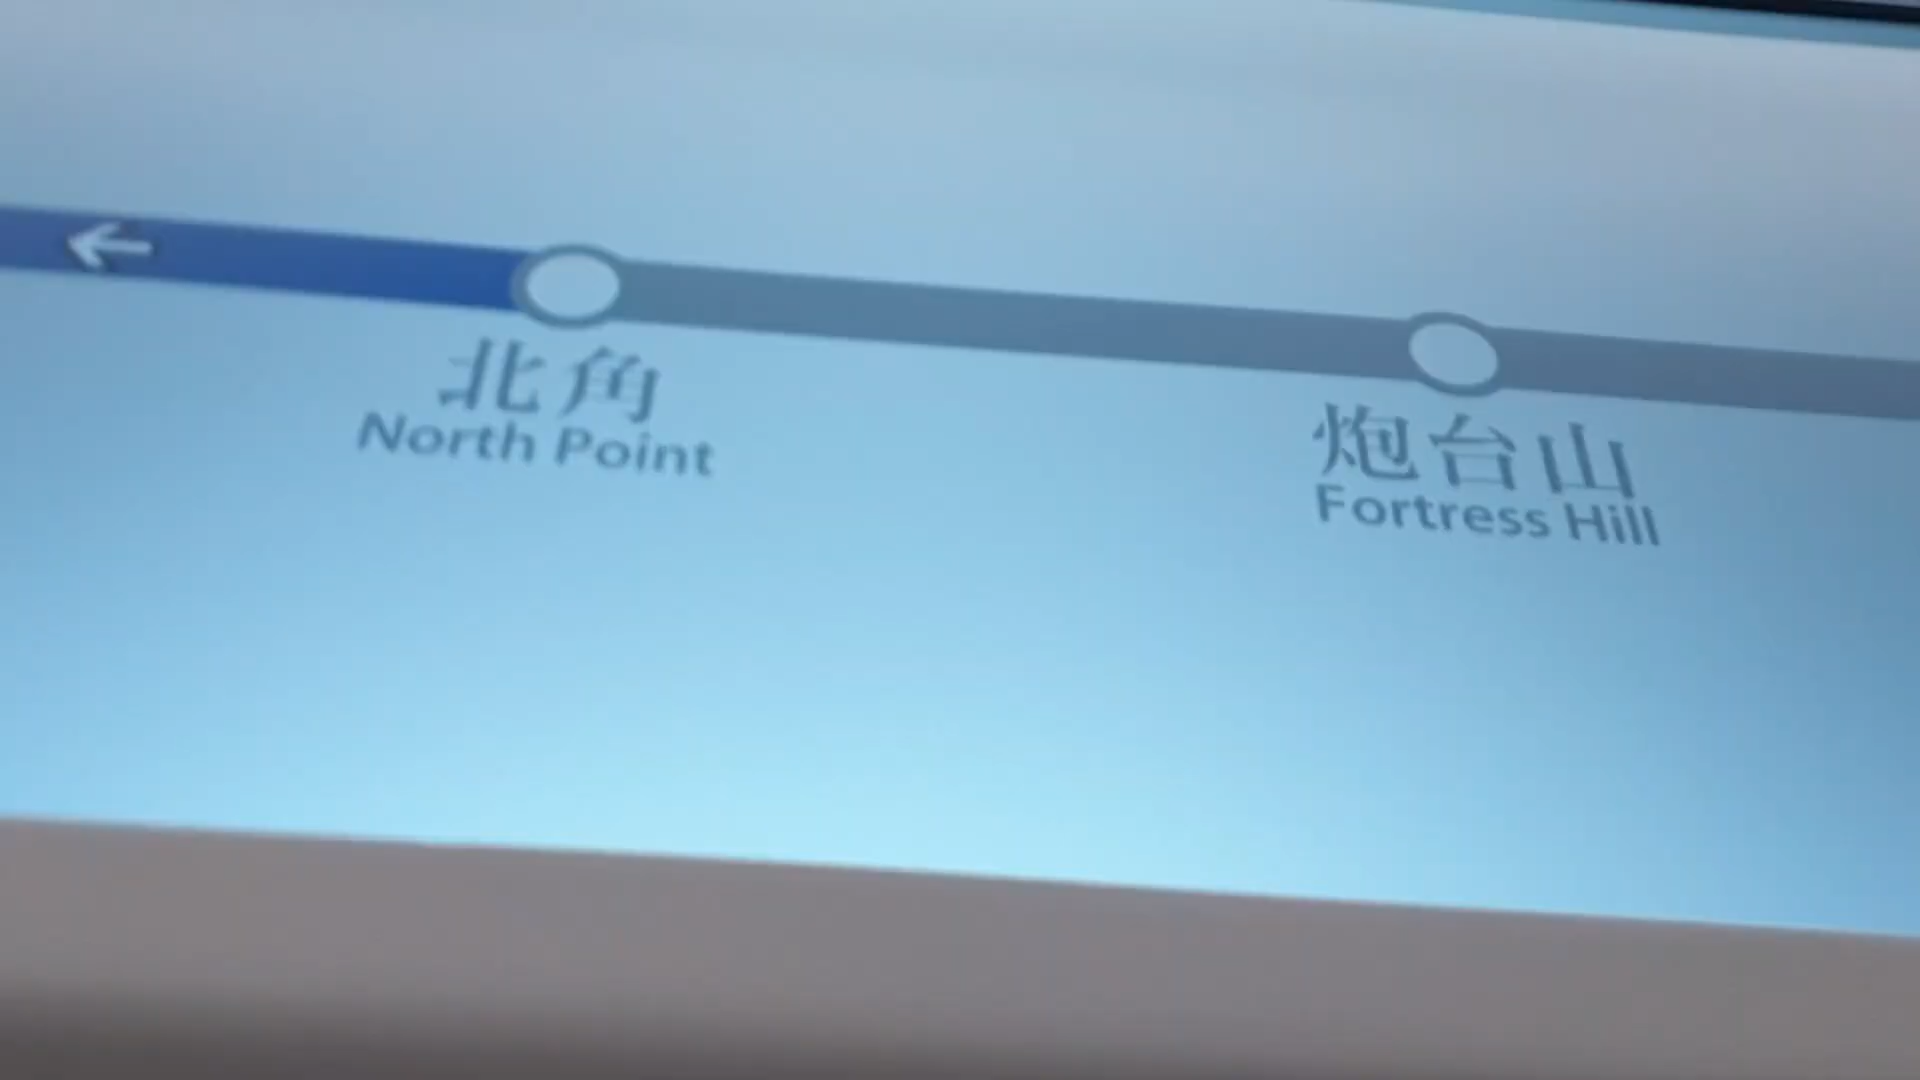 北角
North Point
炮台山
Fortress Hill